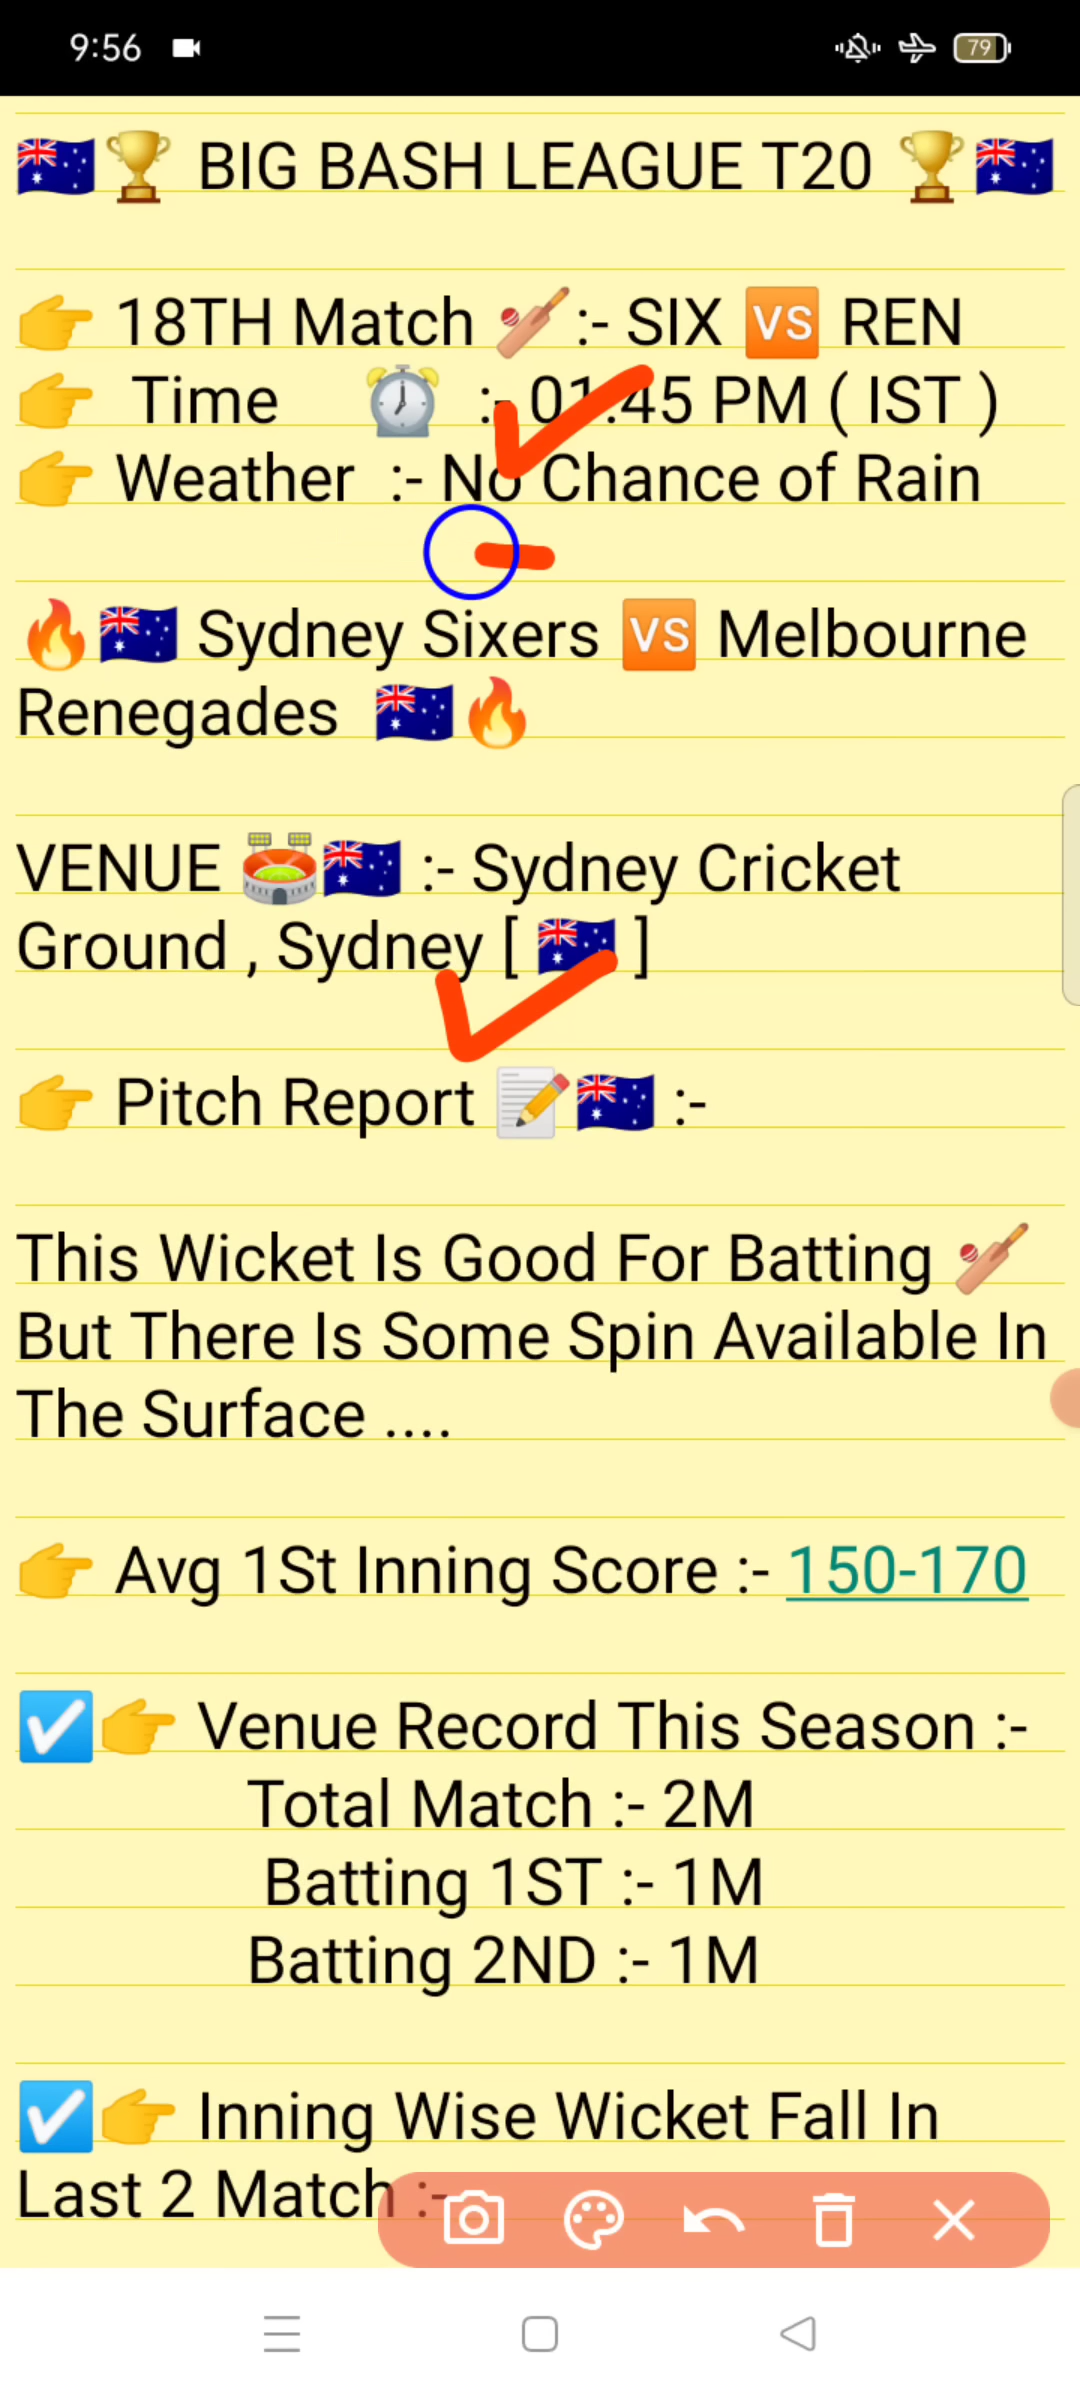 9:56
79
BIG BASH LEAGUE T20
18TH Match :- SIX VS REN
Time :- 01:45 PM ( IST )
Weather :- No Chance of Rain
Sydney Sixers VS Melbourne
Renegades
VENUE :- Sydney Cricket
Ground , Sydney [ ]
Pitch Report :-
This Wicket Is Good For Batting
But There Is Some Spin Available In
The Surface ....
Avg 1St Inning Score :- 150-170
Venue Record This Season :-
Total Match :- 2M
Batting 1ST :- 1M
Batting 2ND :- 1M
Inning Wise Wicket Fall In
Last 2 Match :-